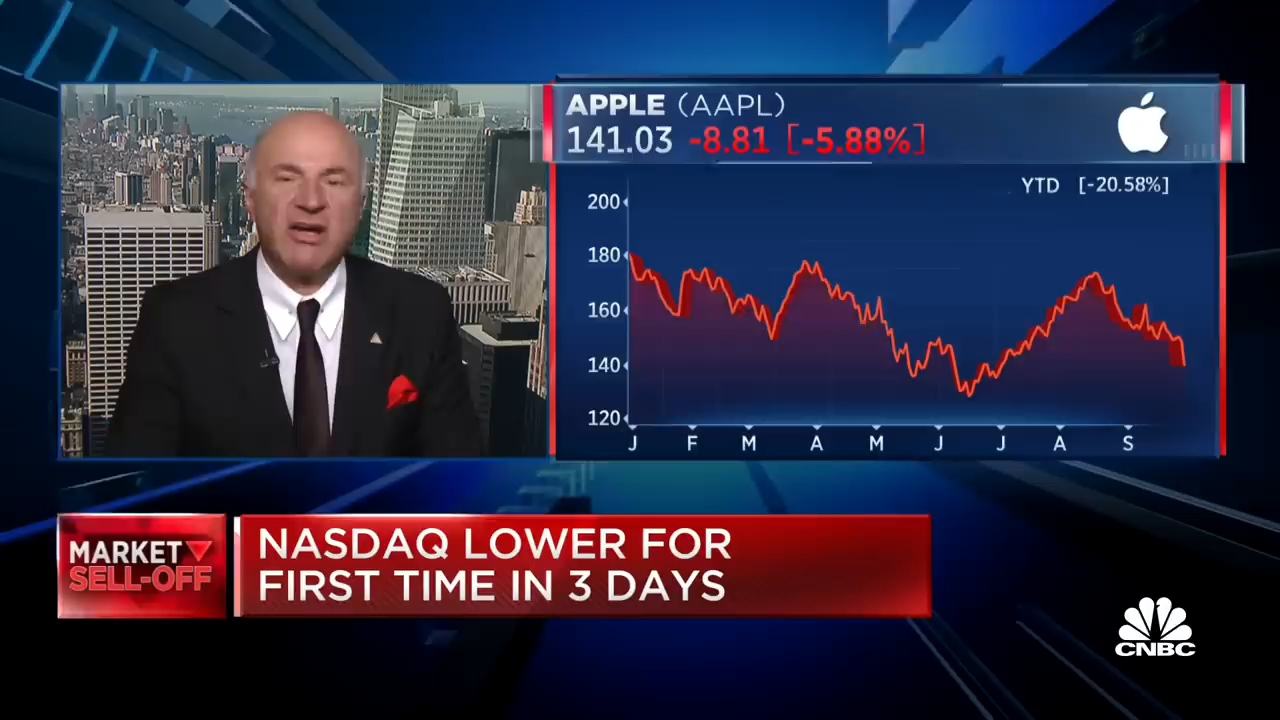 APPLE (AAPL)
141.03 -8.81 [-5.88%]
YTD [-20.58%]
200
180
160
140
120
J F M A M J J A S
MARKET
SELL-OFF
NASDAQ LOWER FOR
FIRST TIME IN 3 DAYS
CNBC